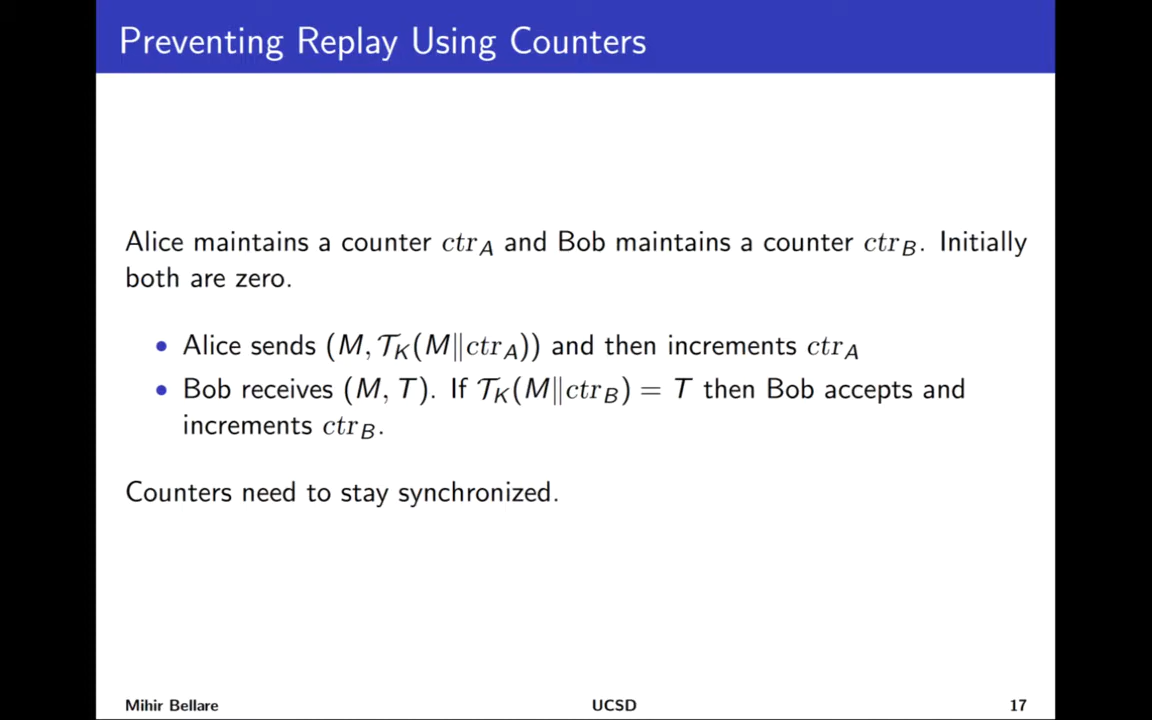 Preventing Replay Using Counters
Alice maintains a counter ctr_A and Bob maintains a counter ctr_B. Initially
both are zero.
• Alice sends (M, 𝒯_K(M‖ctr_A)) and then increments ctr_A
• Bob receives (M, T). If 𝒯_K(M‖ctr_B) = T then Bob accepts and
increments ctr_B.
Counters need to stay synchronized.
Mihir Bellare UCSD 17